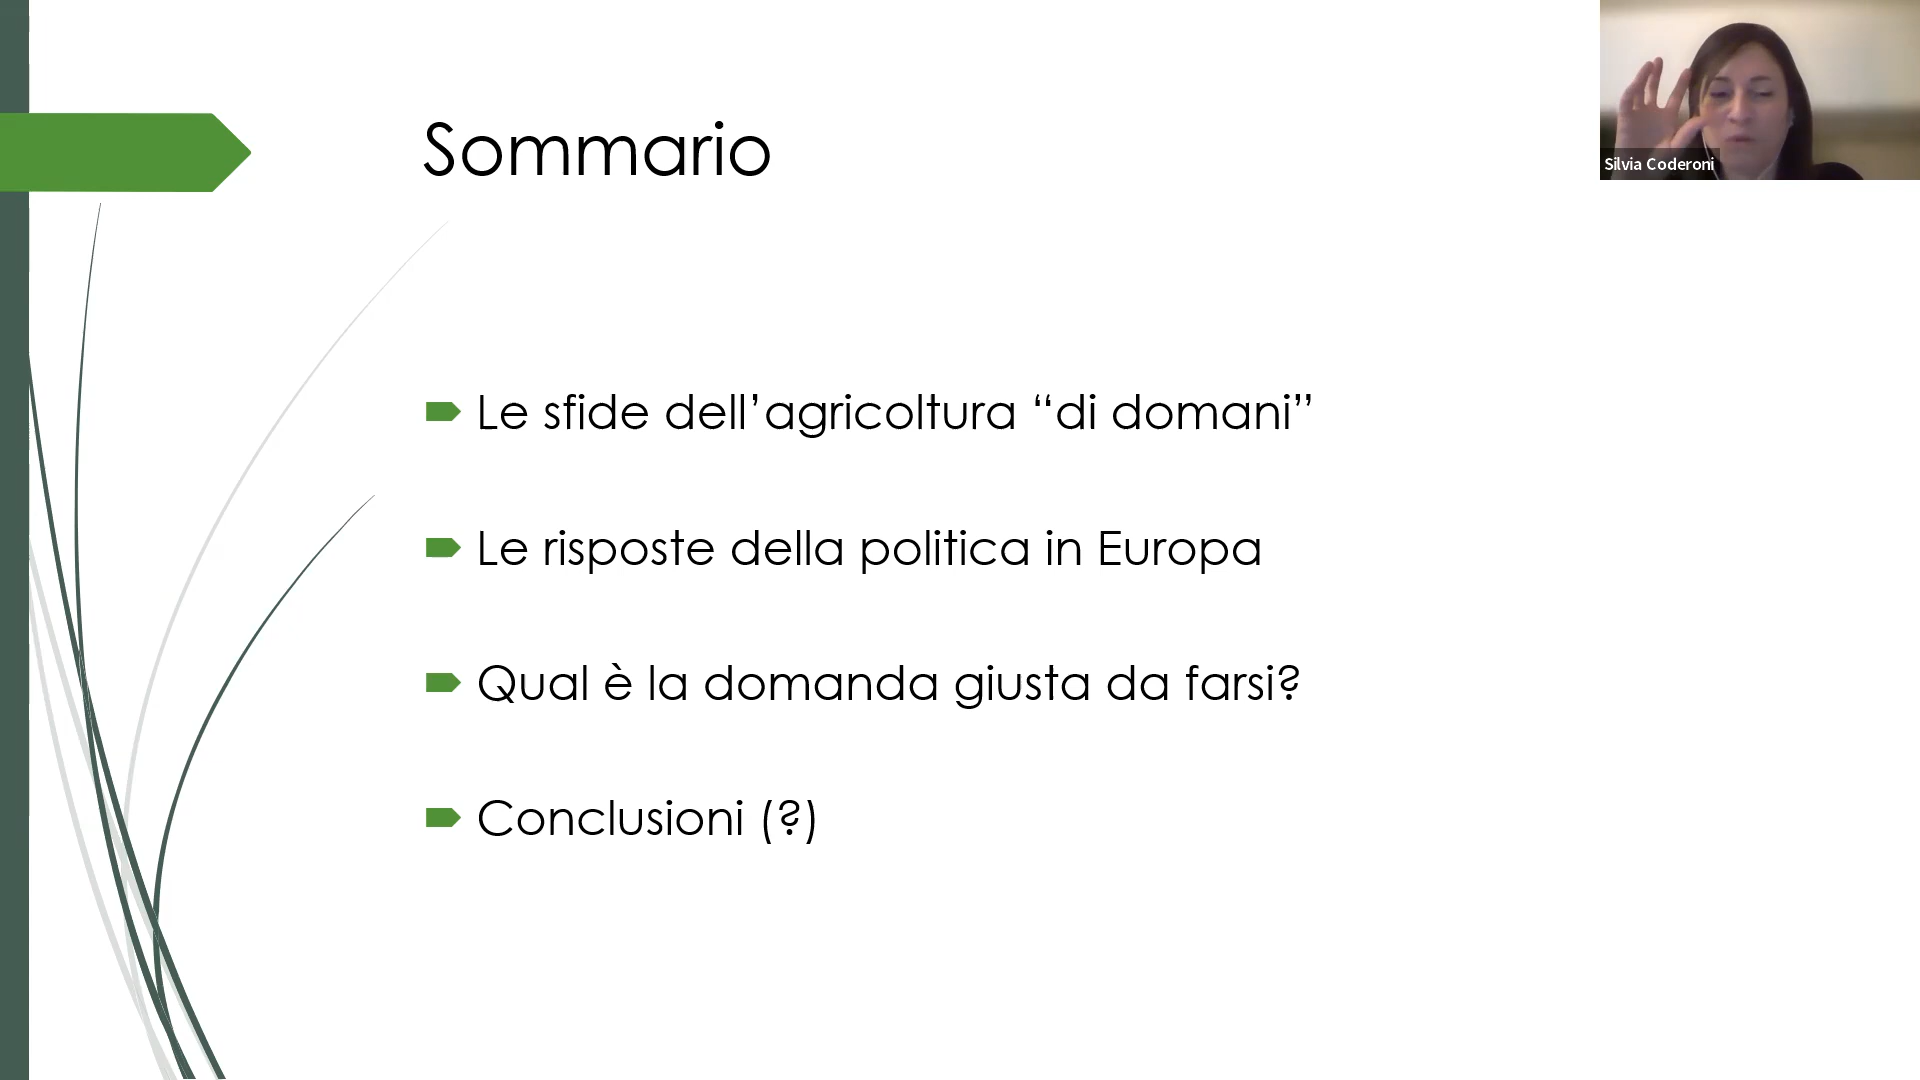 Sommario
Silvia Coderoni
Le sfide dell’agricoltura “di domani”
Le risposte della politica in Europa
Qual è la domanda giusta da farsi?
Conclusioni (?)